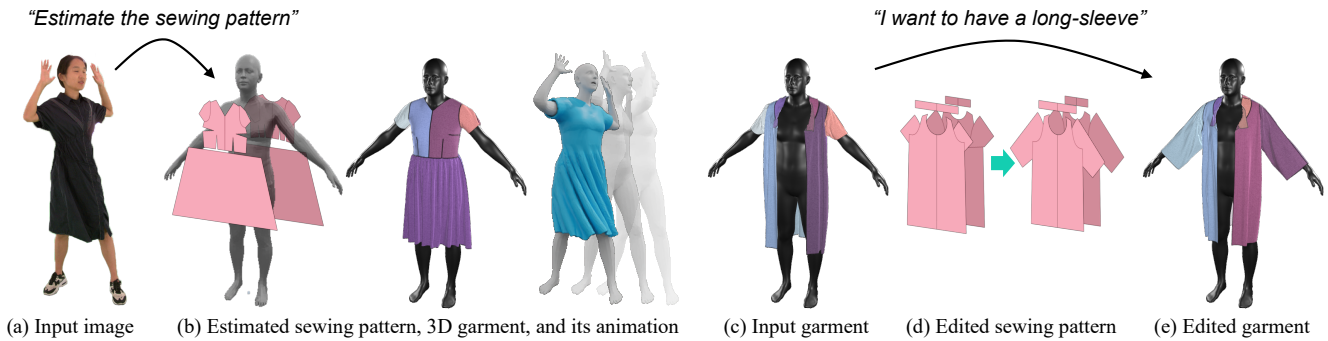 “Estimate the sewing pattern”
“I want to have a long-sleeve”
(a) Input image
(b) Estimated sewing pattern, 3D garment, and its animation
(c) Input garment
(d) Edited sewing pattern
(e) Edited garment